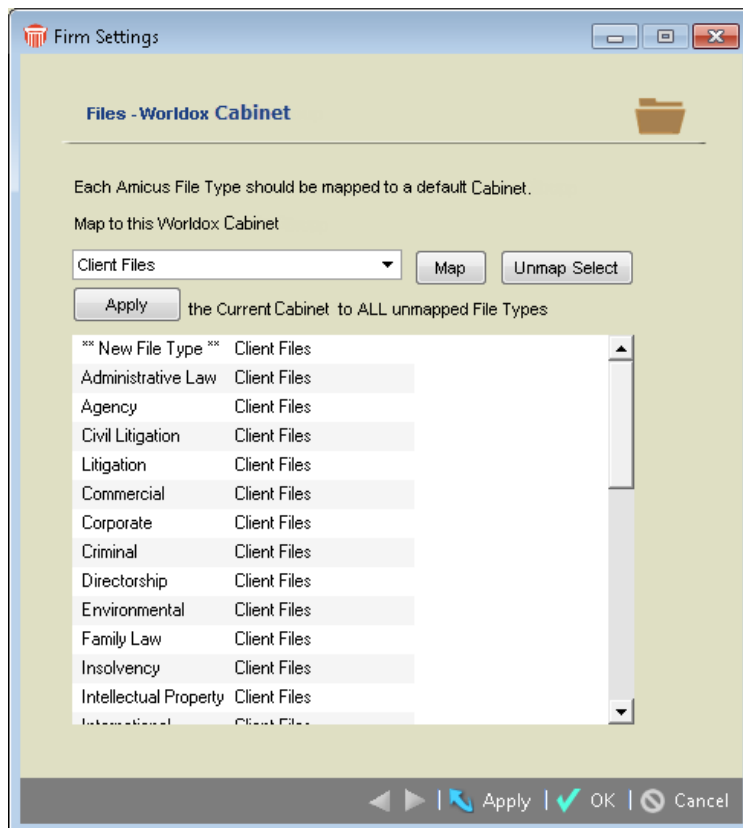 Firm Settings
Files - Worldox Cabinet
Each Amicus File Type should be mapped to a default Cabinet.
Map to this Worldox Cabinet
Client Files Map Unmap Select
Apply the Current Cabinet to ALL unmapped File Types
** New File Type ** Client Files
Administrative Law Client Files
Agency Client Files
Civil Litigation Client Files
Litigation Client Files
Commercial Client Files
Corporate Client Files
Criminal Client Files
Directorship Client Files
Environmental Client Files
Family Law Client Files
Insolvency Client Files
Intellectual Property Client Files
International Client Files
Apply OK Cancel